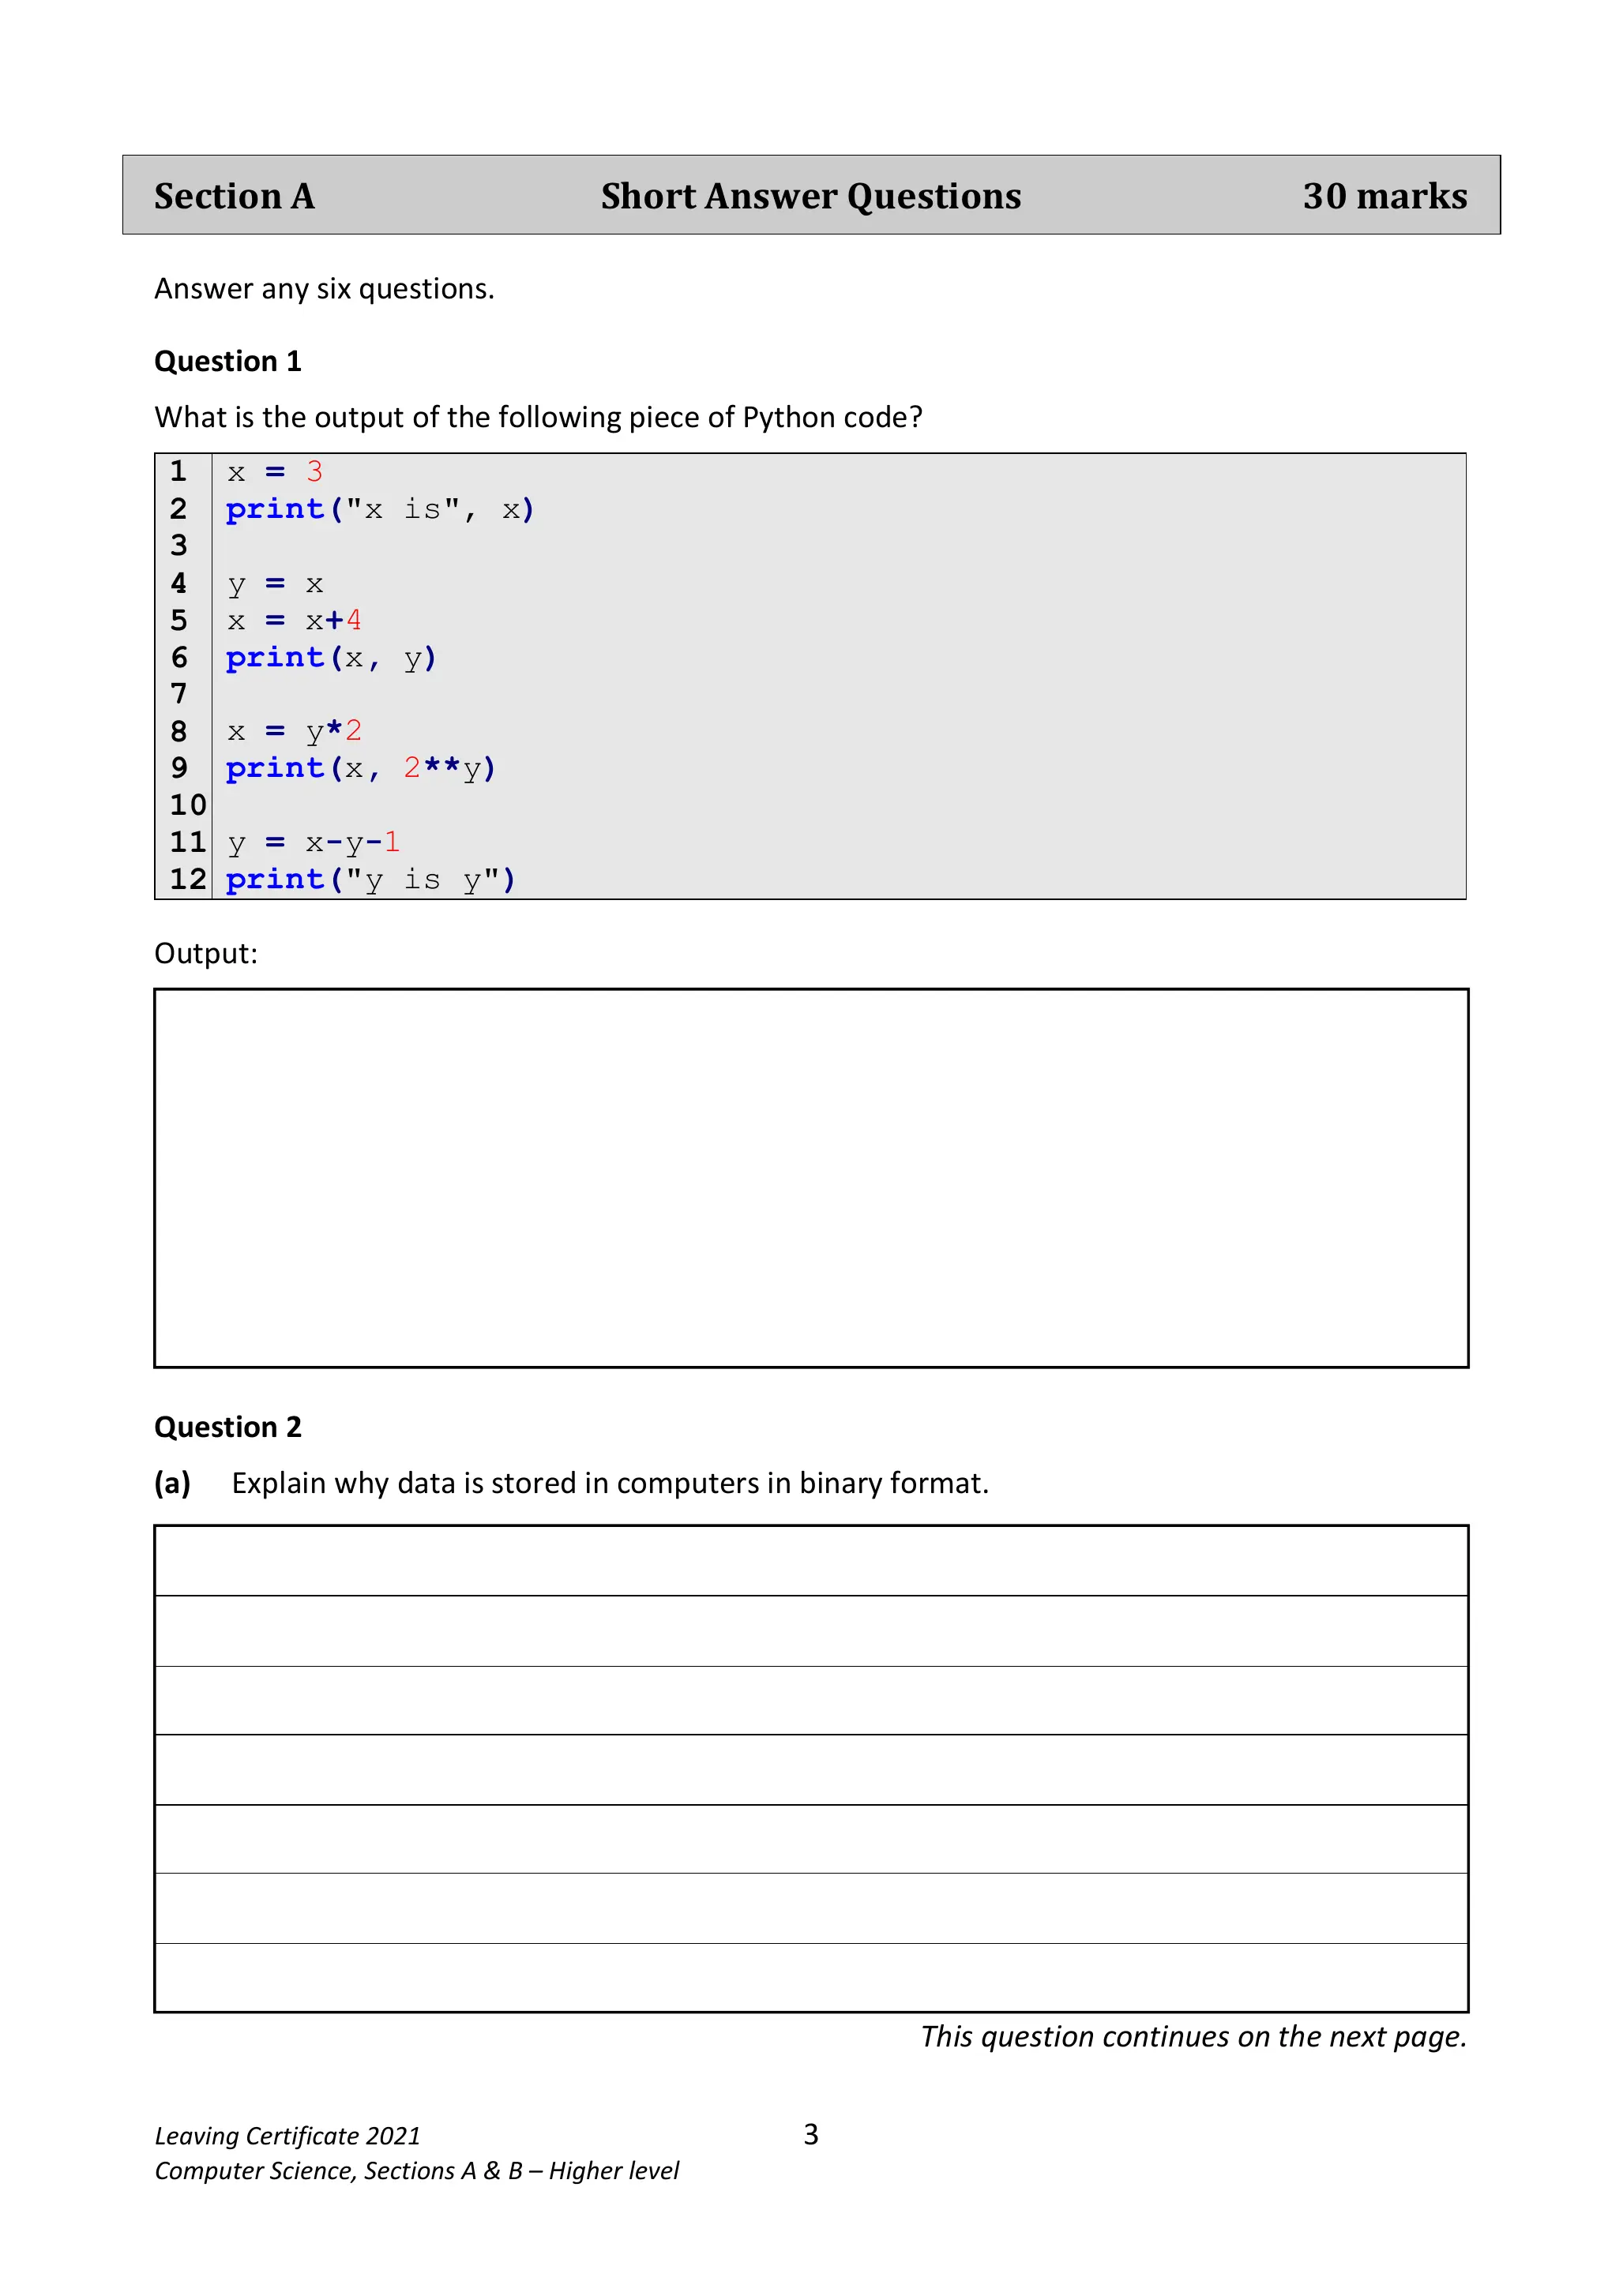 Section A Short Answer Questions 30 marks
Answer any six questions.
Question 1
What is the output of the following piece of Python code?
1 x = 3
2 print("x is", x)
3
4 y = x
5 x = x+4
6 print(x, y)
7
8 x = y*2
9 print(x, 2**y)
10
11 y = x-y-1
12 print("y is y")
Output:
Question 2
(a) Explain why data is stored in computers in binary format.
This question continues on the next page.
Leaving Certificate 2021 3
Computer Science, Sections A & B – Higher level